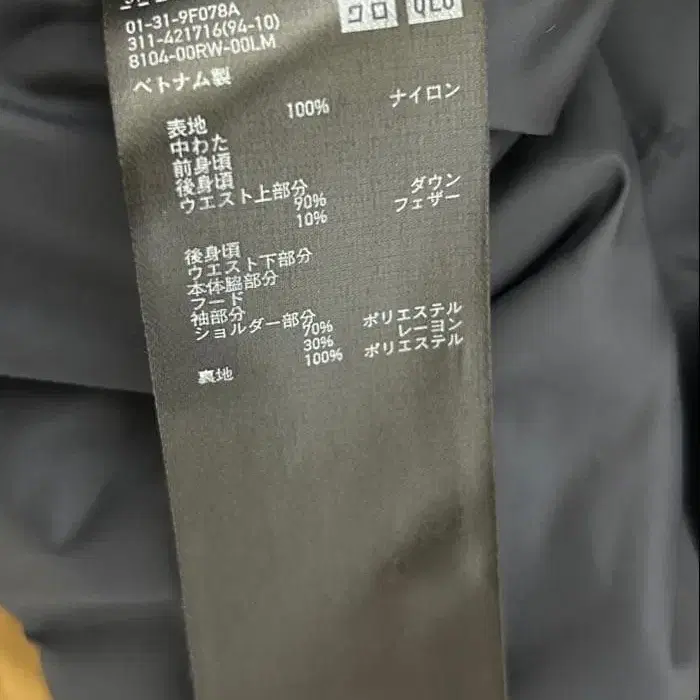 01-31-9F078A
311-421716(94-10)
8104-00RW-00LM
ベトナム製
表地 100% ナイロン
中わた
前身頃
後身頃
ウエスト上部分
90% ダウン
10% フェザー
後身頃
ウエスト下部分
本体脇部分
フード
袖部分
ショルダー部分
70% ポリエステル
30% レーヨン
裏地 100% ポリエステル